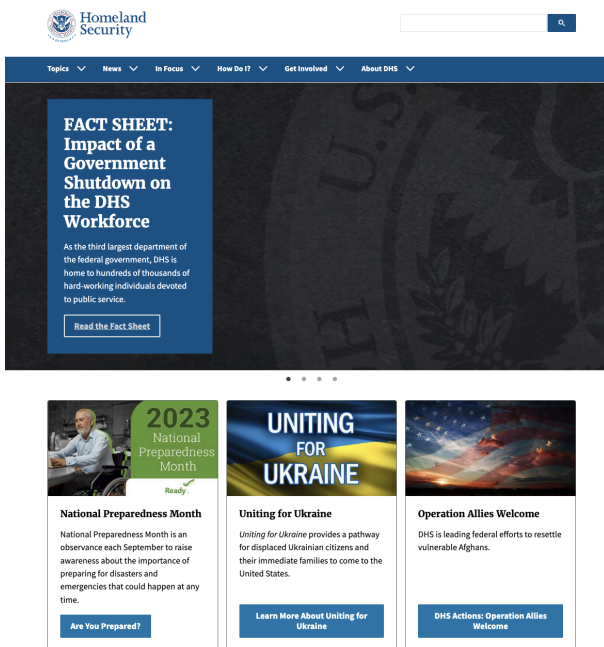 Homeland
Security
Topics
News
In Focus
How Do I?
Get Involved
About DHS
FACT SHEET:
Impact of a
Government
Shutdown on
the DHS
Workforce
As the third largest department of
the federal government, DHS is
home to hundreds of thousands of
hard-working individuals devoted
to public service.
Read the Fact Sheet
U.S.
H
2023
National
Preparedness
Month
Ready
National Preparedness Month
National Preparedness Month is an
observance each September to raise
awareness about the importance of
preparing for disasters and
emergencies that could happen at any
time.
Are You Prepared?
UNITING
FOR
UKRAINE
Uniting for Ukraine
Uniting for Ukraine provides a pathway
for displaced Ukrainian citizens and
their immediate families to come to the
United States.
Learn More About Uniting for
Ukraine
Operation Allies Welcome
DHS is leading federal efforts to resettle
vulnerable Afghans.
DHS Actions: Operation Allies
Welcome